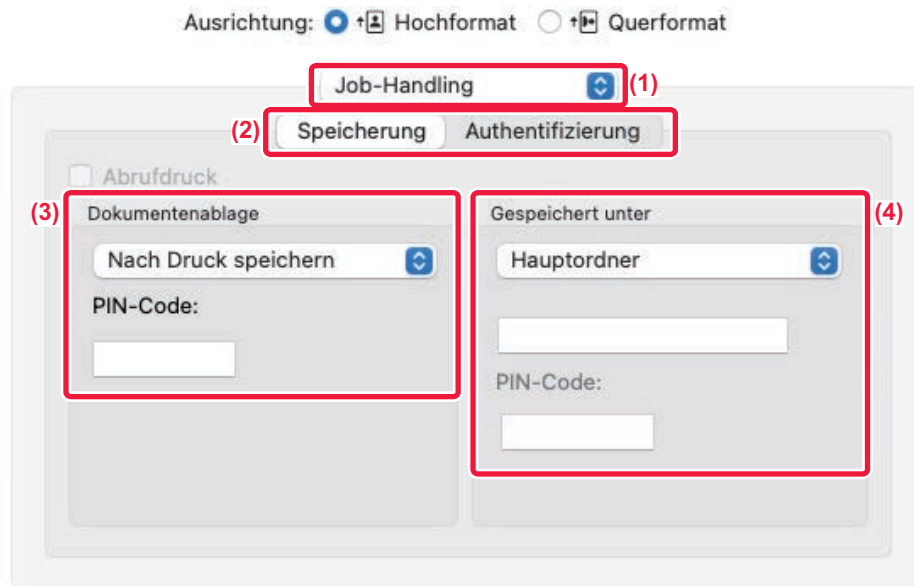 Ausrichtung: Hochformat Querformat
Job-Handling (1)
(2) Speicherung Authentifizierung
Abrufdruck
(3) Dokumentenablage
Nach Druck speichern
PIN-Code:
Gespeichert unter (4)
Hauptordner
PIN-Code: